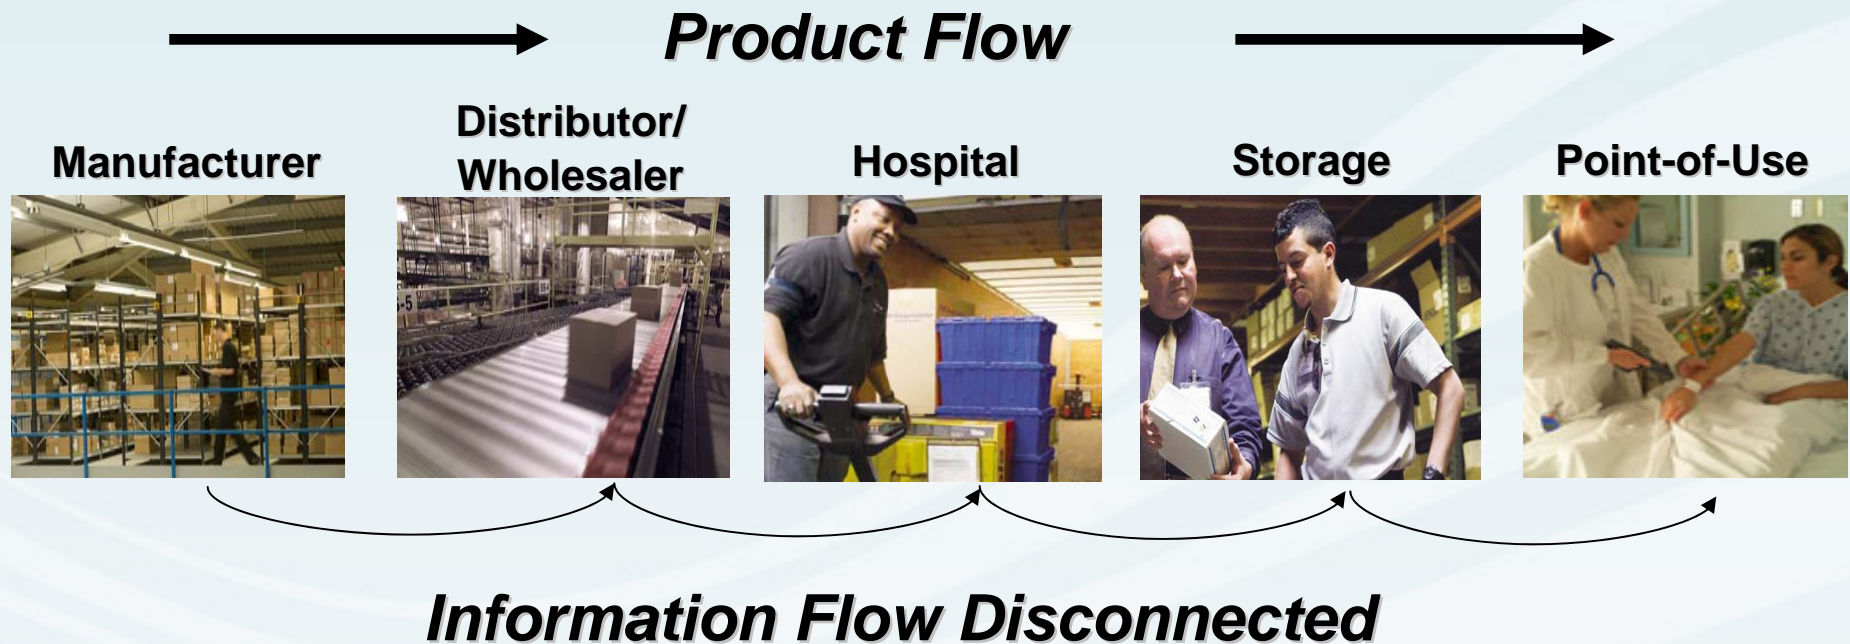 Product Flow
Manufacturer
Distributor/
Wholesaler
Hospital
Storage
Point-of-Use
Information Flow Disconnected